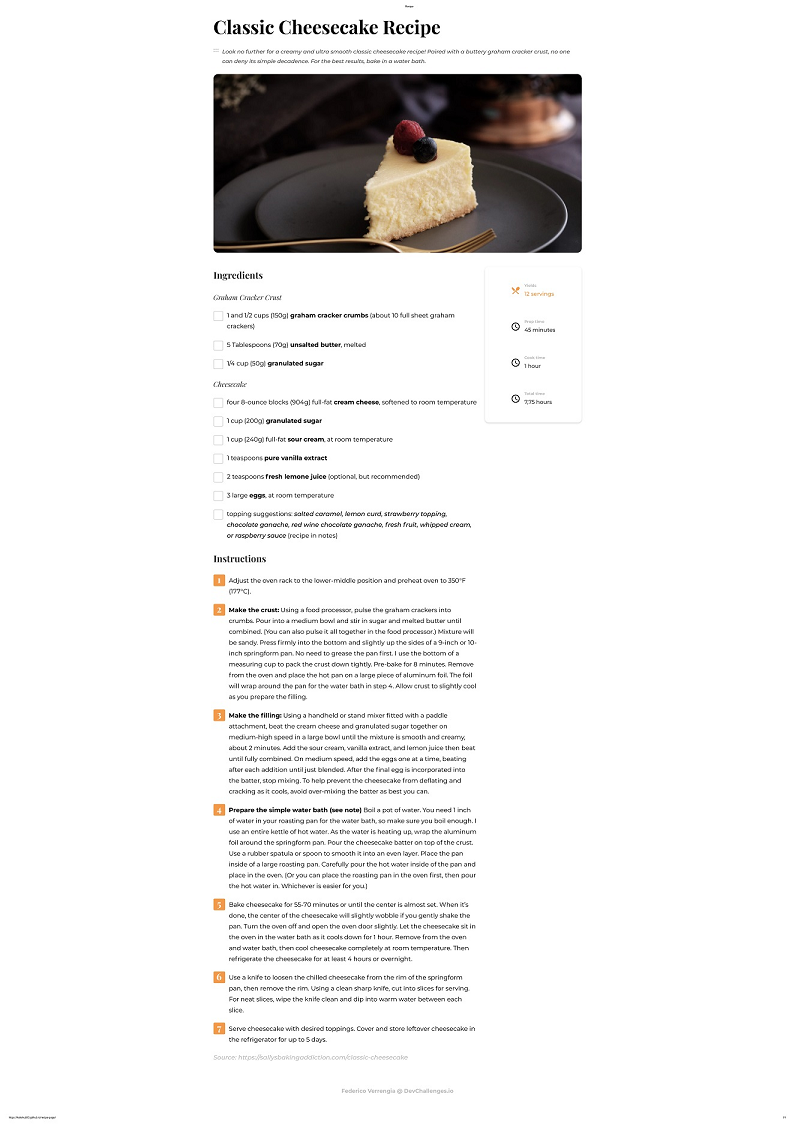 Recipe
Classic Cheesecake Recipe
Look no further for a creamy and ultra smooth classic cheesecake recipe! Paired with a buttery graham cracker crust, no one
can deny its simple decadence. For the best results, bake in a water bath.
Ingredients
Graham Cracker Crust
1 and 1/2 cups (150g) graham cracker crumbs (about 10 full sheet graham
crackers)
5 Tablespoons (70g) unsalted butter, melted
1/4 cup (50g) granulated sugar
Cheesecake
four 8-ounce blocks (904g) full-fat cream cheese, softened to room temperature
1 cup (200g) granulated sugar
1 cup (240g) full-fat sour cream, at room temperature
1 teaspoons pure vanilla extract
2 teaspoons fresh lemone juice (optional, but recommended)
3 large eggs, at room temperature
topping suggestions: salted caramel, lemon curd, strawberry topping,
chocolate ganache, red wine chocolate ganache, fresh fruit, whipped cream,
or raspberry sauce (recipe in notes)
Yields
12 servings
Prep time
45 minutes
Cook time
1 hour
Total time
7,75 hours
Instructions
1 Adjust the oven rack to the lower-middle position and preheat oven to 350°F
(177°C).
2 Make the crust: Using a food processor, pulse the graham crackers into
crumbs. Pour into a medium bowl and stir in sugar and melted butter until
combined. (You can also pulse it all together in the food processor.) Mixture will
be sandy. Press firmly into the bottom and slightly up the sides of a 9-inch or 10-
inch springform pan. No need to grease the pan first. I use the bottom of a
measuring cup to pack the crust down tightly. Pre-bake for 8 minutes. Remove
from the oven and place the hot pan on a large piece of aluminum foil. The foil
will wrap around the pan for the water bath in step 4. Allow crust to slightly cool
as you prepare the filling.
3 Make the filling: Using a handheld or stand mixer fitted with a paddle
attachment, beat the cream cheese and granulated sugar together on
medium-high speed in a large bowl until the mixture is smooth and creamy,
about 2 minutes. Add the sour cream, vanilla extract, and lemon juice then beat
until fully combined. On medium speed, add the eggs one at a time, beating
after each addition until just blended. After the final egg is incorporated into
the batter, stop mixing. To help prevent the cheesecake from deflating and
cracking as it cools, avoid over-mixing the batter as best you can.
4 Prepare the simple water bath (see note) Boil a pot of water. You need 1 inch
of water in your roasting pan for the water bath, so make sure you boil enough. I
use an entire kettle of hot water. As the water is heating up, wrap the aluminum
foil around the springform pan. Pour the cheesecake batter on top of the crust.
Use a rubber spatula or spoon to smooth it into an even layer. Place the pan
inside of a large roasting pan. Carefully pour the hot water inside of the pan and
place in the oven. (Or you can place the roasting pan in the oven first, then pour
the hot water in. Whichever is easier for you.)
5 Bake cheesecake for 55-70 minutes or until the center is almost set. When it's
done, the center of the cheesecake will slightly wobble if you gently shake the
pan. Turn the oven off and open the oven door slightly. Let the cheesecake sit in
the oven in the water bath as it cools down for 1 hour. Remove from the oven
and water bath, then cool cheesecake completely at room temperature. Then
refrigerate the cheesecake for at least 4 hours or overnight.
6 Use a knife to loosen the chilled cheesecake from the rim of the springform
pan, then remove the rim. Using a clean sharp knife, cut into slices for serving.
For neat slices, wipe the knife clean and dip into warm water between each
slice.
7 Serve cheesecake with desired toppings. Cover and store leftover cheesecake in
the refrigerator for up to 5 days.
Source: https://sallysbakingaddiction.com/classic-cheesecake
Federico Verrengia @ DevChallenges.io